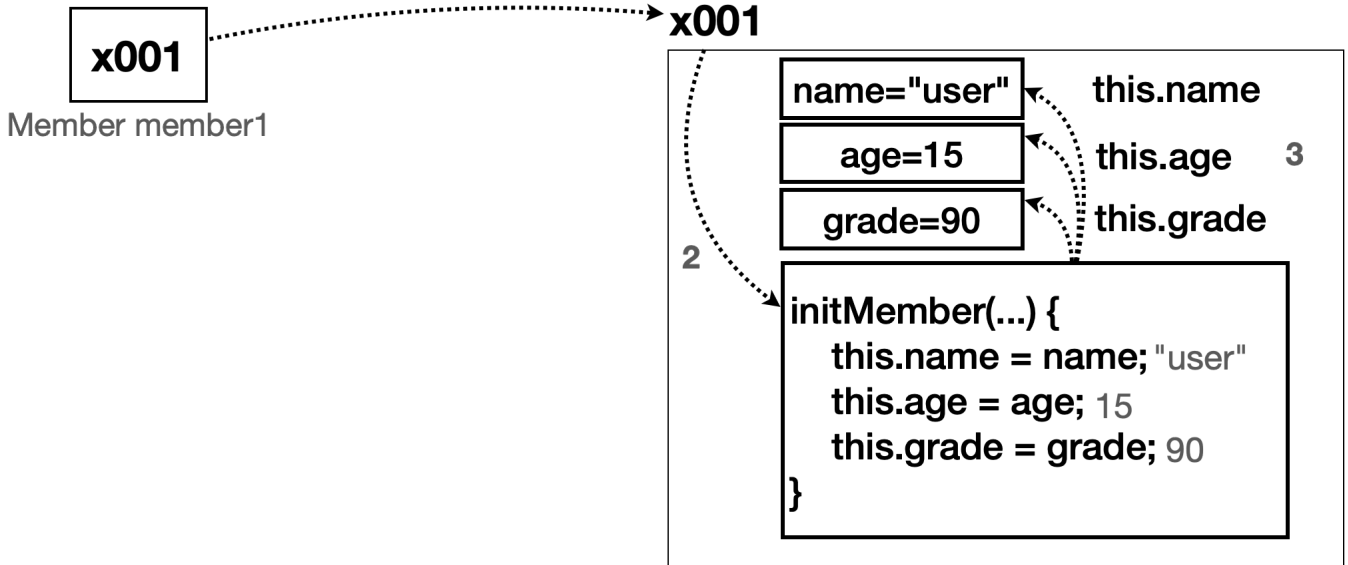 x001
Member member1
x001
name="user"
this.name
age=15
this.age
3
grade=90
this.grade
2
initMember(...) {
this.name = name; "user"
this.age = age; 15
this.grade = grade; 90
}